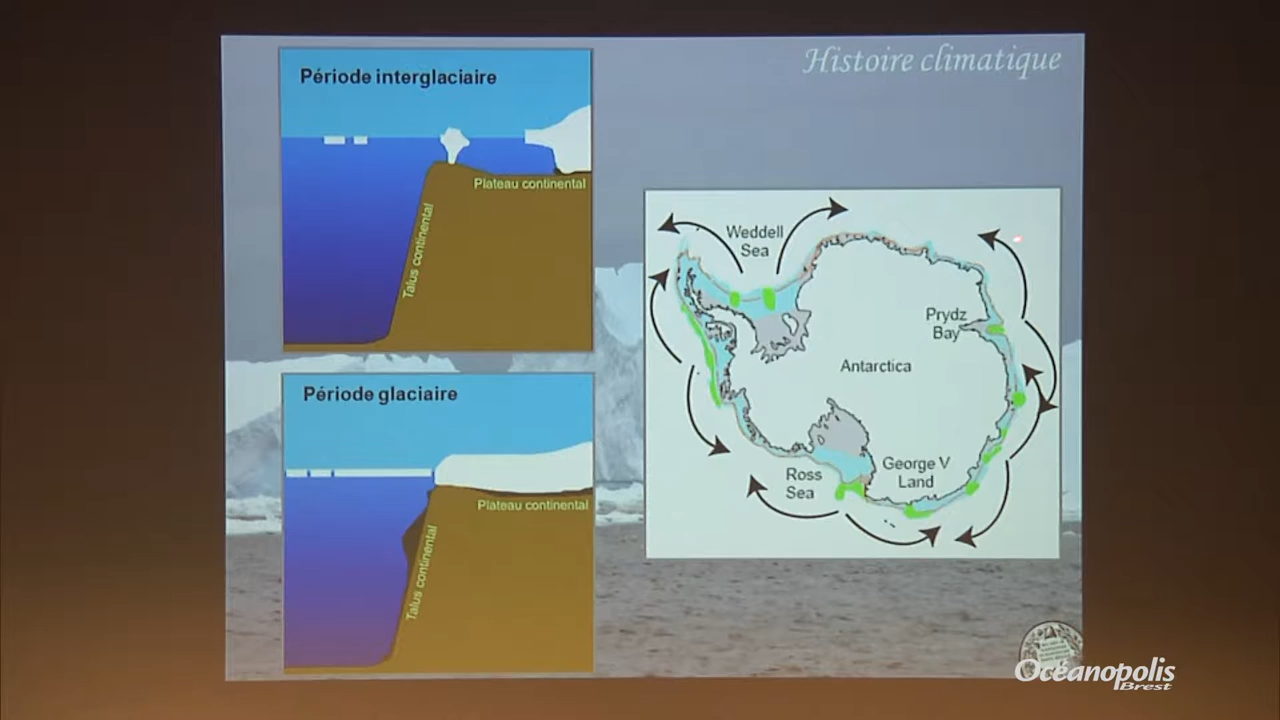 Histoire climatique
Période interglaciaire
Plateau continental
Talus continental
Période glaciaire
Plateau continental
Talus continental
Weddell
Sea
Prydz
Bay
Antarctica
Ross
Sea
George V
Land
Océanopolis
Brest